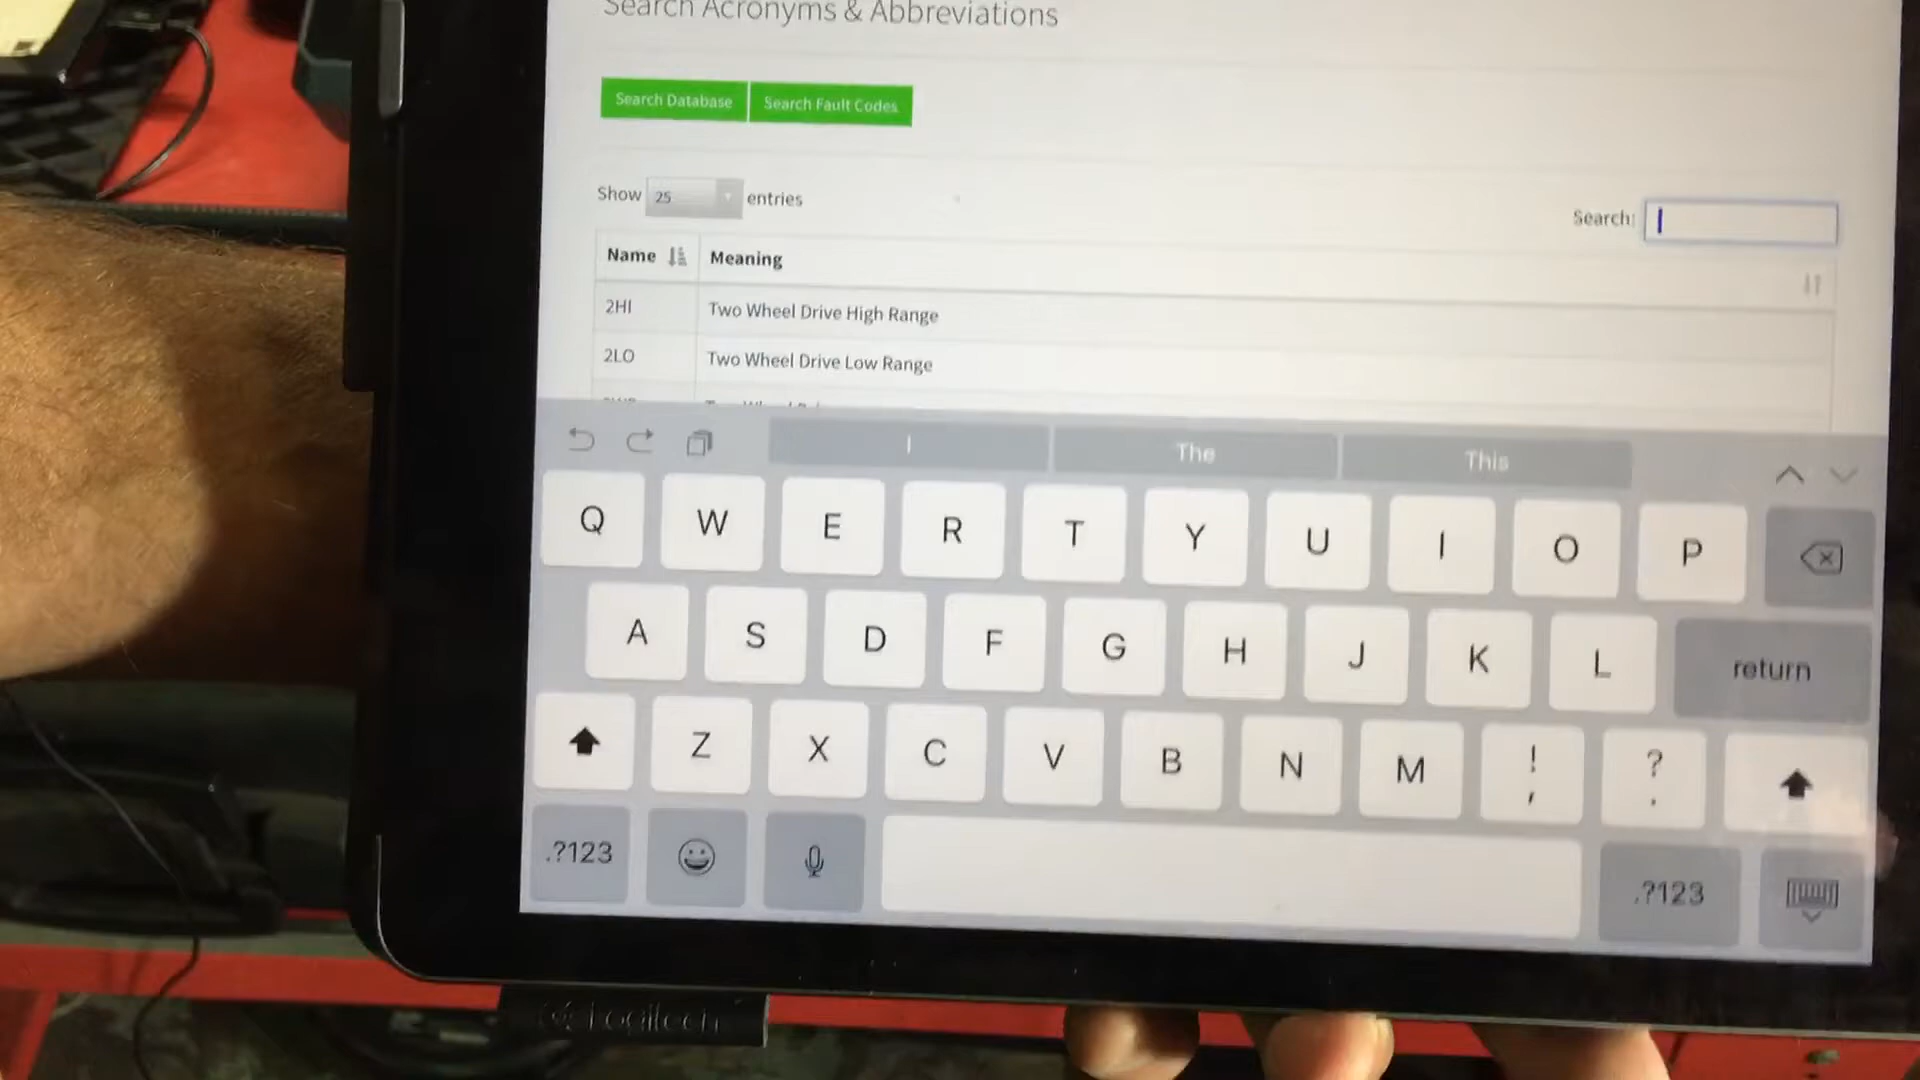 Search Acronyms & Abbreviations
Search Database Search Fault Codes
Show 25 entries
Search:
Name Meaning
2HI Two Wheel Drive High Range
2LO Two Wheel Drive Low Range
I The This
Q W E R T Y U I O P
A S D F G H J K L return
Z X C V B N M ! , ? .
.?123 .?123
Logitech